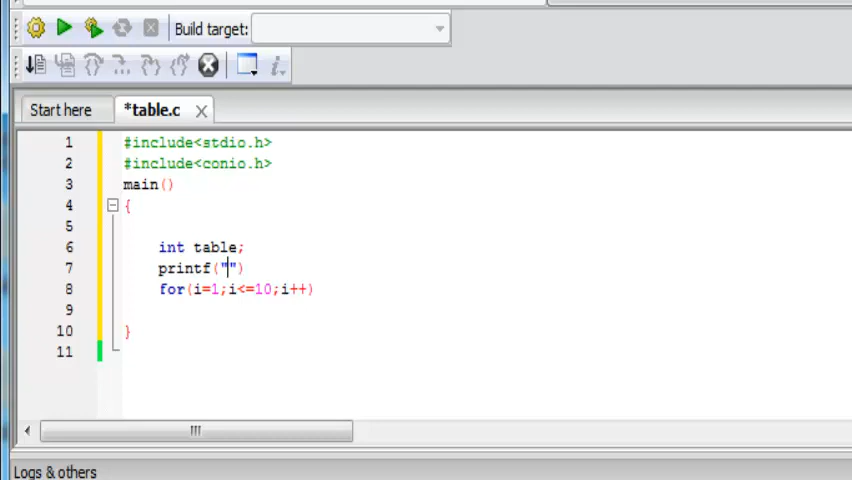 Build target:
Start here *table.c
1 #include<stdio.h>
2 #include<conio.h>
3 main()
4 {
5
6 int table;
7 printf("")
8 for(i=1;i<=10;i++)
9
10 }
11
Logs & others